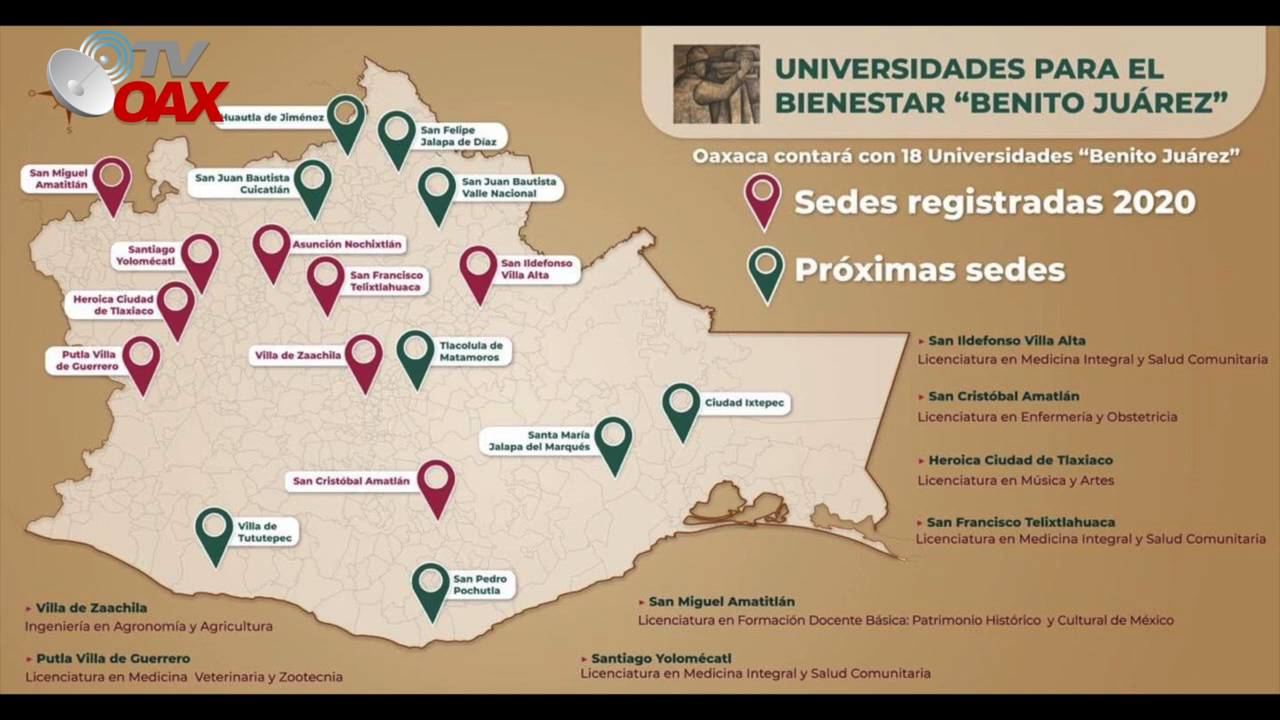 TV
OAX
S
UNIVERSIDADES PARA EL
BIENESTAR “BENITO JUÁREZ”
Oaxaca contará con 18 Universidades “Benito Juárez”
Sedes registradas 2020
Próximas sedes
Huautla de Jiménez
San Felipe
Jalapa de Díaz
San Miguel
Amatitlán
San Juan Bautista
Cuicatlán
San Juan Bautista
Valle Nacional
Santiago
Yolomécatl
Asunción Nochixtlán
San Francisco
Telixtlahuaca
San Ildefonso
Villa Alta
Heroica Ciudad
de Tlaxiaco
Putla Villa
de Guerrero
Villa de Zaachila
Tlacolula de
Matamoros
Ciudad Ixtepec
Santa María
Jalapa del Marqués
San Cristóbal Amatlán
Villa de
Tututepec
San Pedro
Pochutla
San Ildefonso Villa Alta
Licenciatura en Medicina Integral y Salud Comunitaria
San Cristóbal Amatlán
Licenciatura en Enfermería y Obstetricia
Heroica Ciudad de Tlaxiaco
Licenciatura en Música y Artes
San Francisco Telixtlahuaca
Licenciatura en Medicina Integral y Salud Comunitaria
Villa de Zaachila
Ingeniería en Agronomía y Agricultura
Putla Villa de Guerrero
Licenciatura en Medicina Veterinaria y Zootecnia
San Miguel Amatitlán
Licenciatura en Formación Docente Básica: Patrimonio Histórico y Cultural de México
Santiago Yolomécatl
Licenciatura en Medicina Integral y Salud Comunitaria